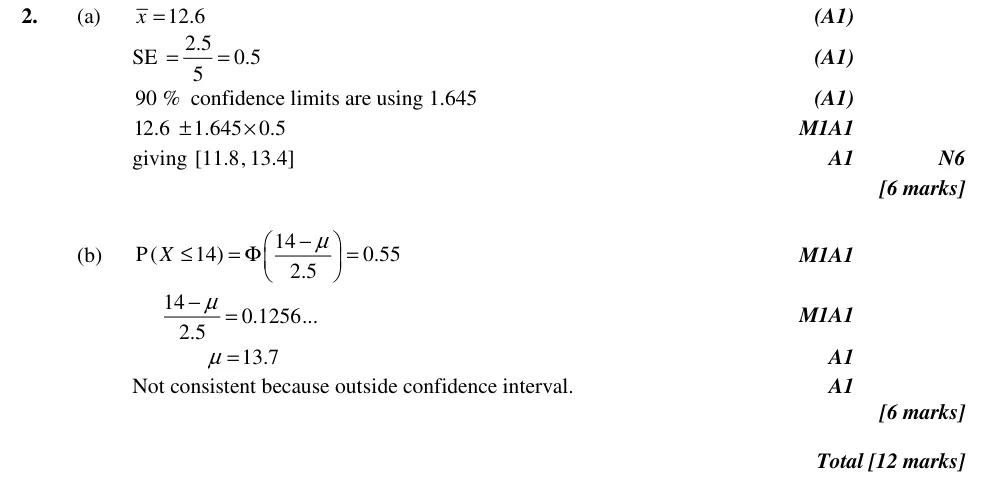 2. (a) x̄ = 12.6 (A1)
SE = 2.5/5 = 0.5 (A1)
90 % confidence limits are using 1.645 (A1)
12.6 ±1.645×0.5 M1A1
giving [11.8, 13.4] A1 N6
[6 marks]
(b) P(X ≤14) = Φ((14 − μ)/2.5) = 0.55 M1A1
(14 − μ)/2.5 = 0.1256... M1A1
μ = 13.7 A1
Not consistent because outside confidence interval. A1
[6 marks]
Total [12 marks]